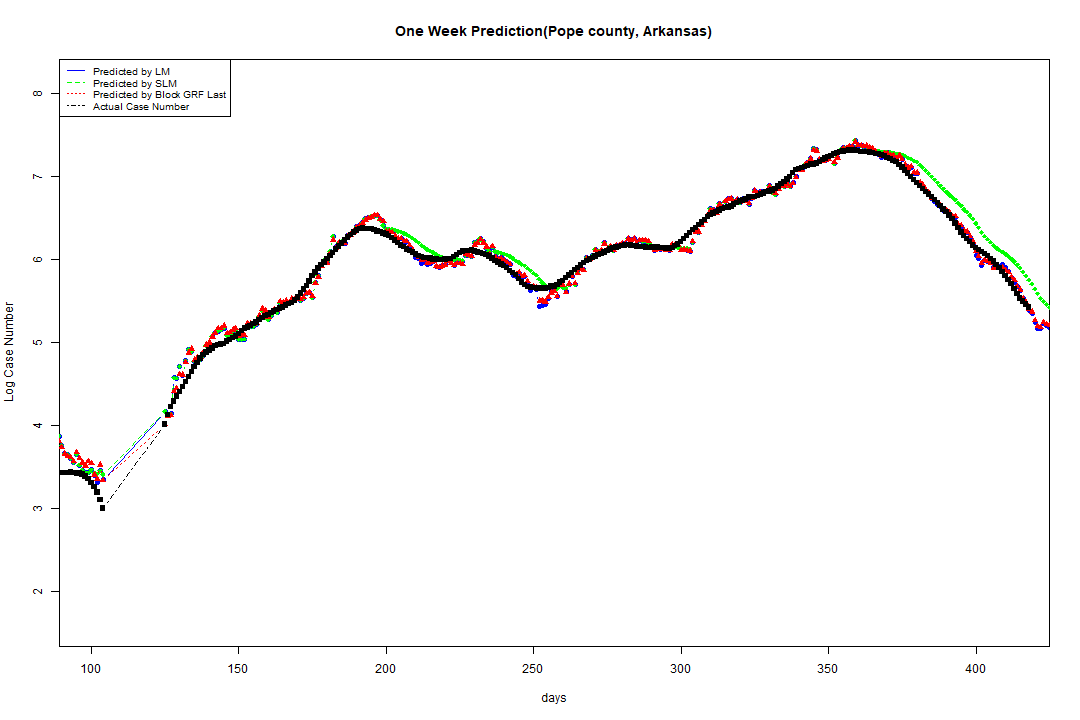 One Week Prediction(Pope county, Arkansas)
Predicted by LM
Predicted by SLM
Predicted by Block GRF Last
Actual Case Number
Log Case Number
8
7
6
5
4
3
2
100 150 200 250 300 350 400
days